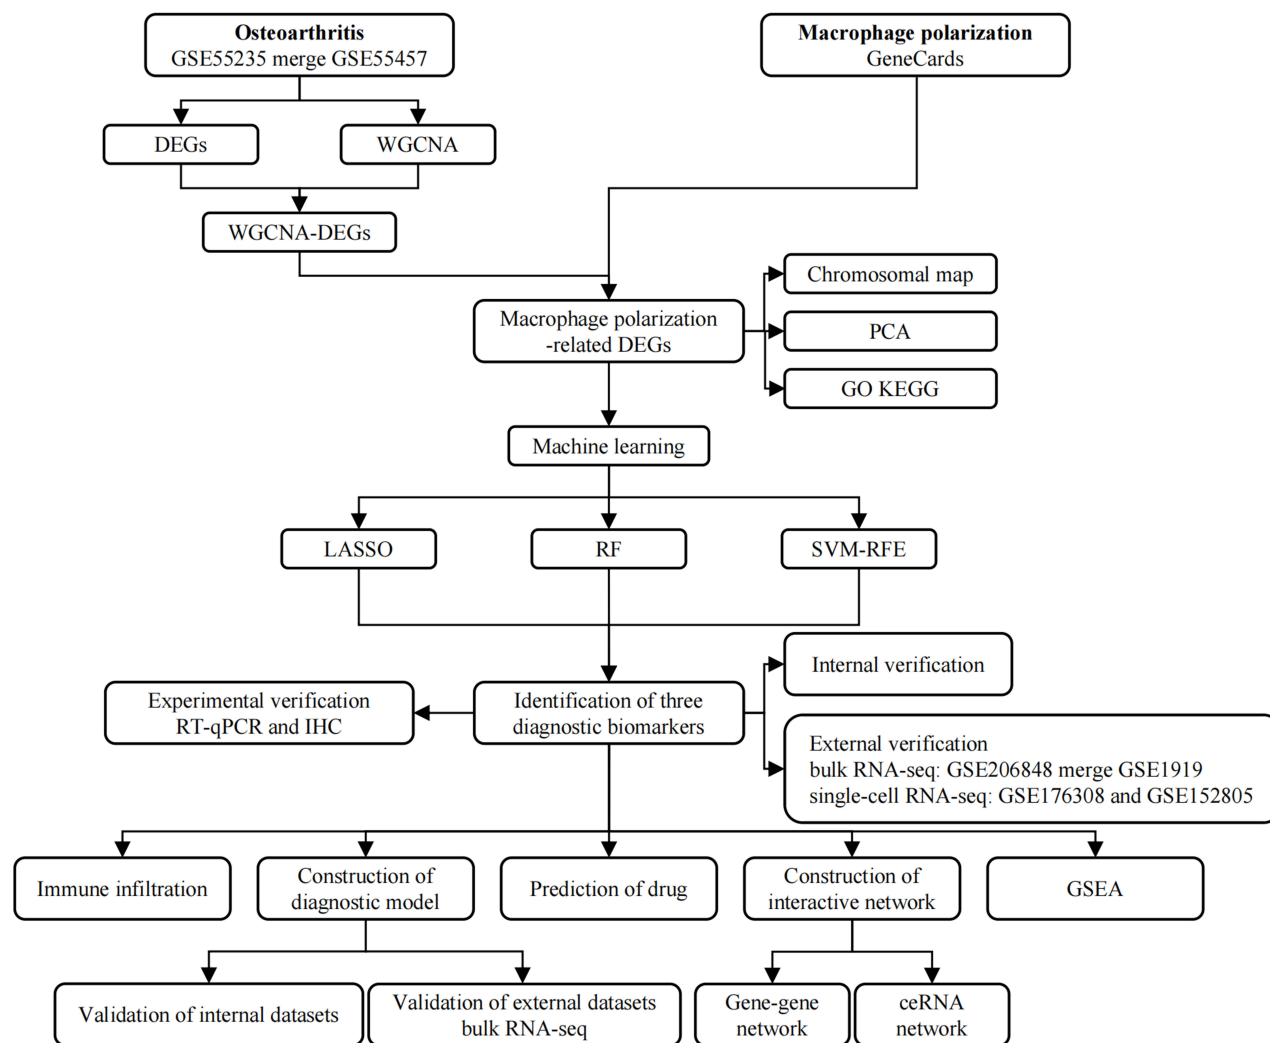 Osteoarthritis
GSE55235 merge GSE55457
Macrophage polarization
GeneCards
DEGs
WGCNA
WGCNA-DEGs
Chromosomal map
Macrophage polarization
-related DEGs
PCA
GO KEGG
Machine learning
LASSO
RF
SVM-RFE
Internal verification
Experimental verification
RT-qPCR and IHC
Identification of three
diagnostic biomarkers
External verification
bulk RNA-seq: GSE206848 merge GSE1919
single-cell RNA-seq: GSE176308 and GSE152805
Immune infiltration
Construction of
diagnostic model
Prediction of drug
Construction of
interactive network
GSEA
Validation of internal datasets
Validation of external datasets
bulk RNA-seq
Gene-gene
network
ceRNA
network